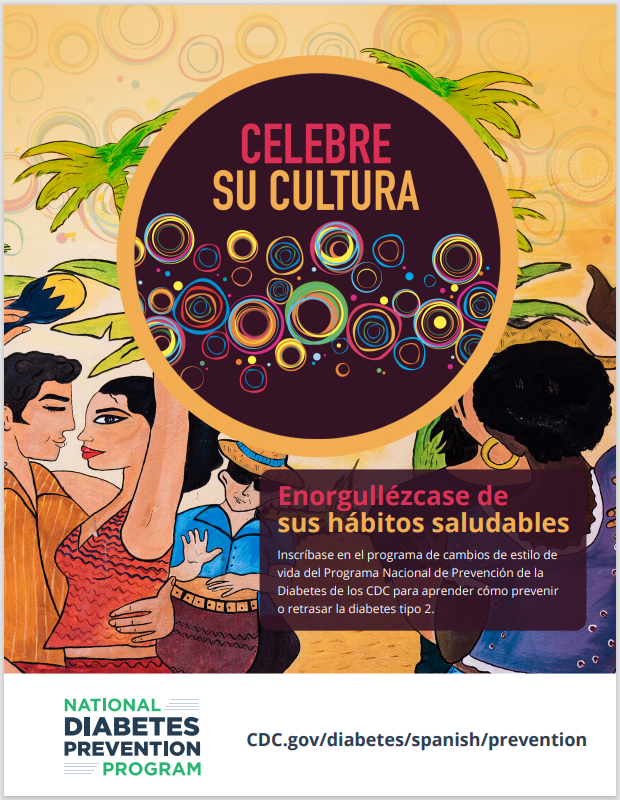 CELEBRE
SU CULTURA
Enorgullézcase de
sus hábitos saludables
Inscríbase en el programa de cambios de estilo de
vida del Programa Nacional de Prevención de la
Diabetes de los CDC para aprender cómo prevenir
o retrasar la diabetes tipo 2.
NATIONAL
DIABETES
PREVENTION
PROGRAM
CDC.gov/diabetes/spanish/prevention